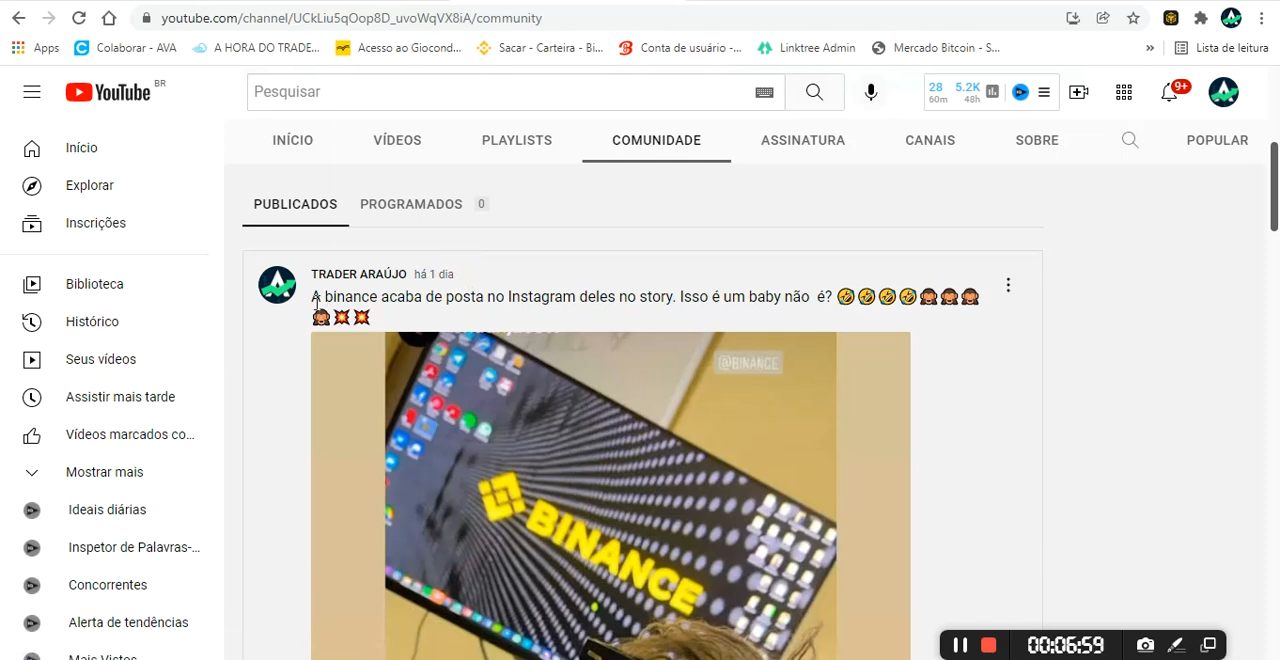 youtube.com/channel/UCkLiu5qOop8D_uvoWqVX8iA/community
Apps Colaborar - AVA A HORA DO TRADE... Acesso ao Giocond... Sacar - Carteira - Bi... Conta de usuário -... Linktree Admin Mercado Bitcoin - S... » Lista de leitura
YouTube BR
Pesquisar
28 5.2K
60m 48h
9+
INÍCIO VÍDEOS PLAYLISTS COMUNIDADE ASSINATURA CANAIS SOBRE POPULAR
Início
Explorar
Inscrições
Biblioteca
Histórico
Seus vídeos
Assistir mais tarde
Vídeos marcados co...
Mostrar mais
Ideais diárias
Inspetor de Palavras-...
Concorrentes
Alerta de tendências
Mais Vistos
PUBLICADOS PROGRAMADOS 0
TRADER ARAÚJO há 1 dia
A binance acaba de posta no Instagram deles no story. Isso é um baby não é? 🤣🤣🤣🤣🙈🙈🙈
🙈💥💥
@BINANCE
BINANCE
00:06:59